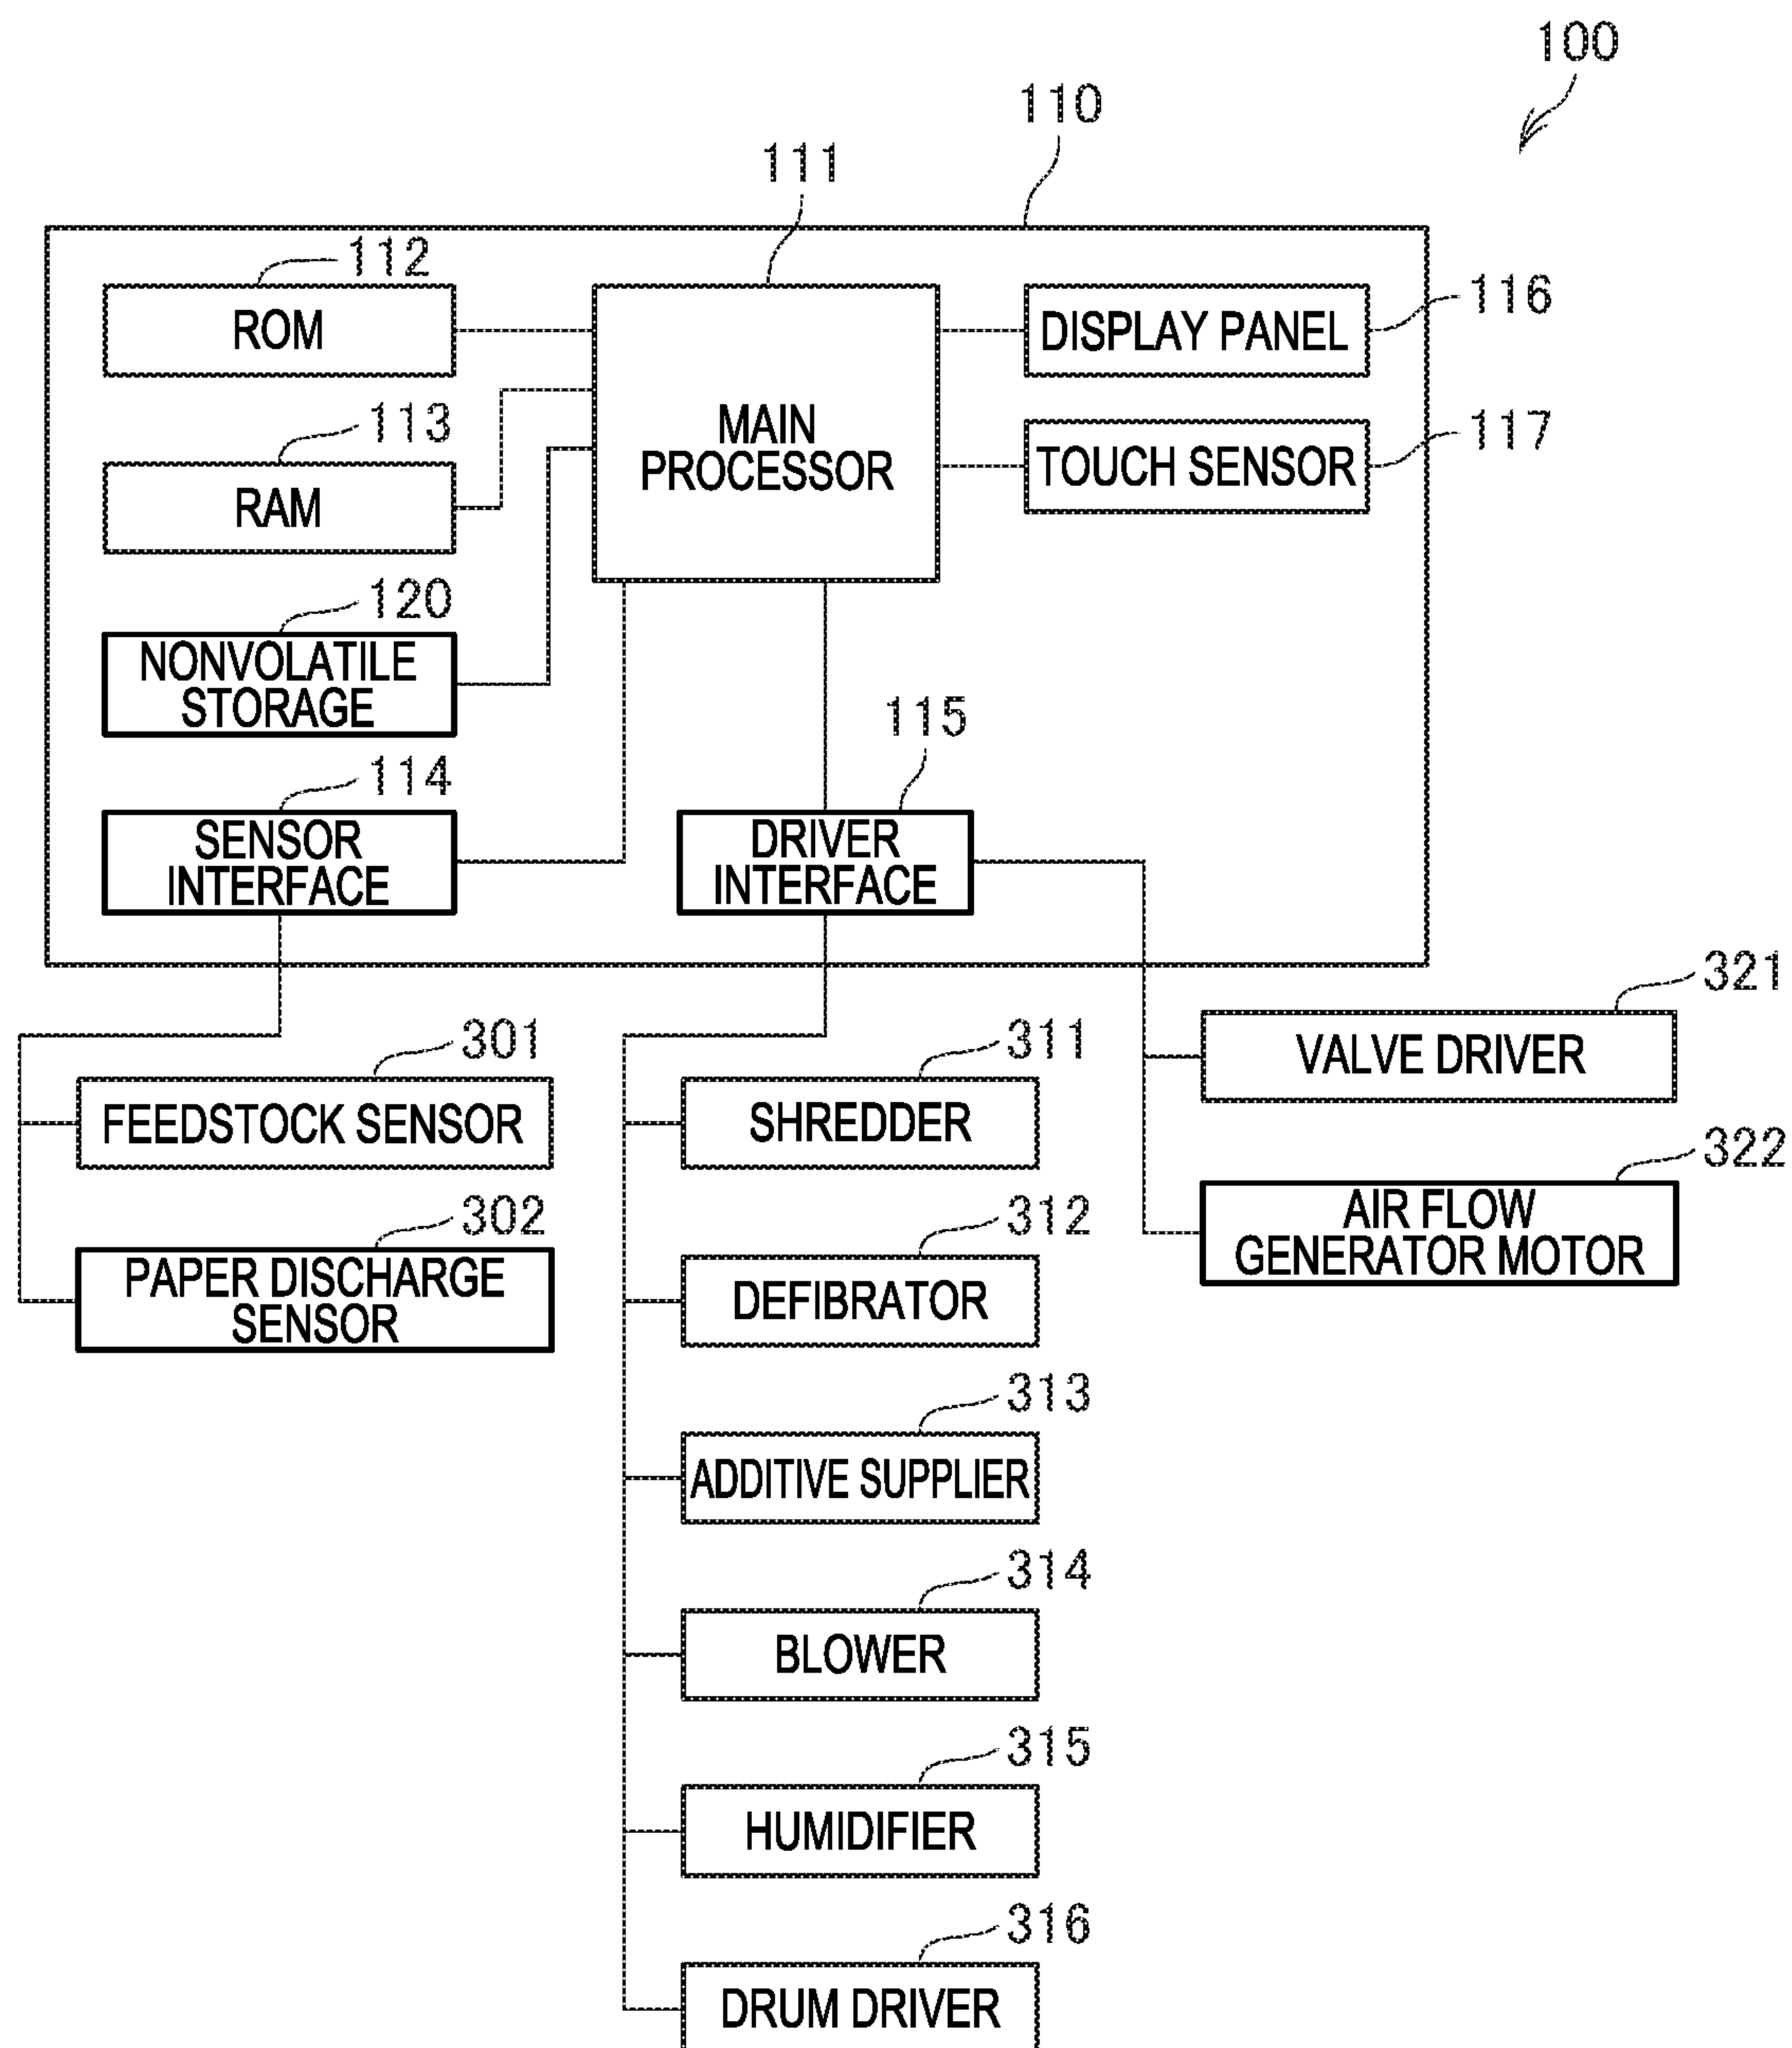 100
110
111
112
ROM
MAIN
PROCESSOR
DISPLAY PANEL
116
113
RAM
TOUCH SENSOR
117
120
NONVOLATILE
STORAGE
114
SENSOR
INTERFACE
115
DRIVER
INTERFACE
301
FEEDSTOCK SENSOR
302
PAPER DISCHARGE
SENSOR
311
SHREDDER
312
DEFIBRATOR
313
ADDITIVE SUPPLIER
314
BLOWER
315
HUMIDIFIER
316
DRUM DRIVER
321
VALVE DRIVER
322
AIR FLOW
GENERATOR MOTOR